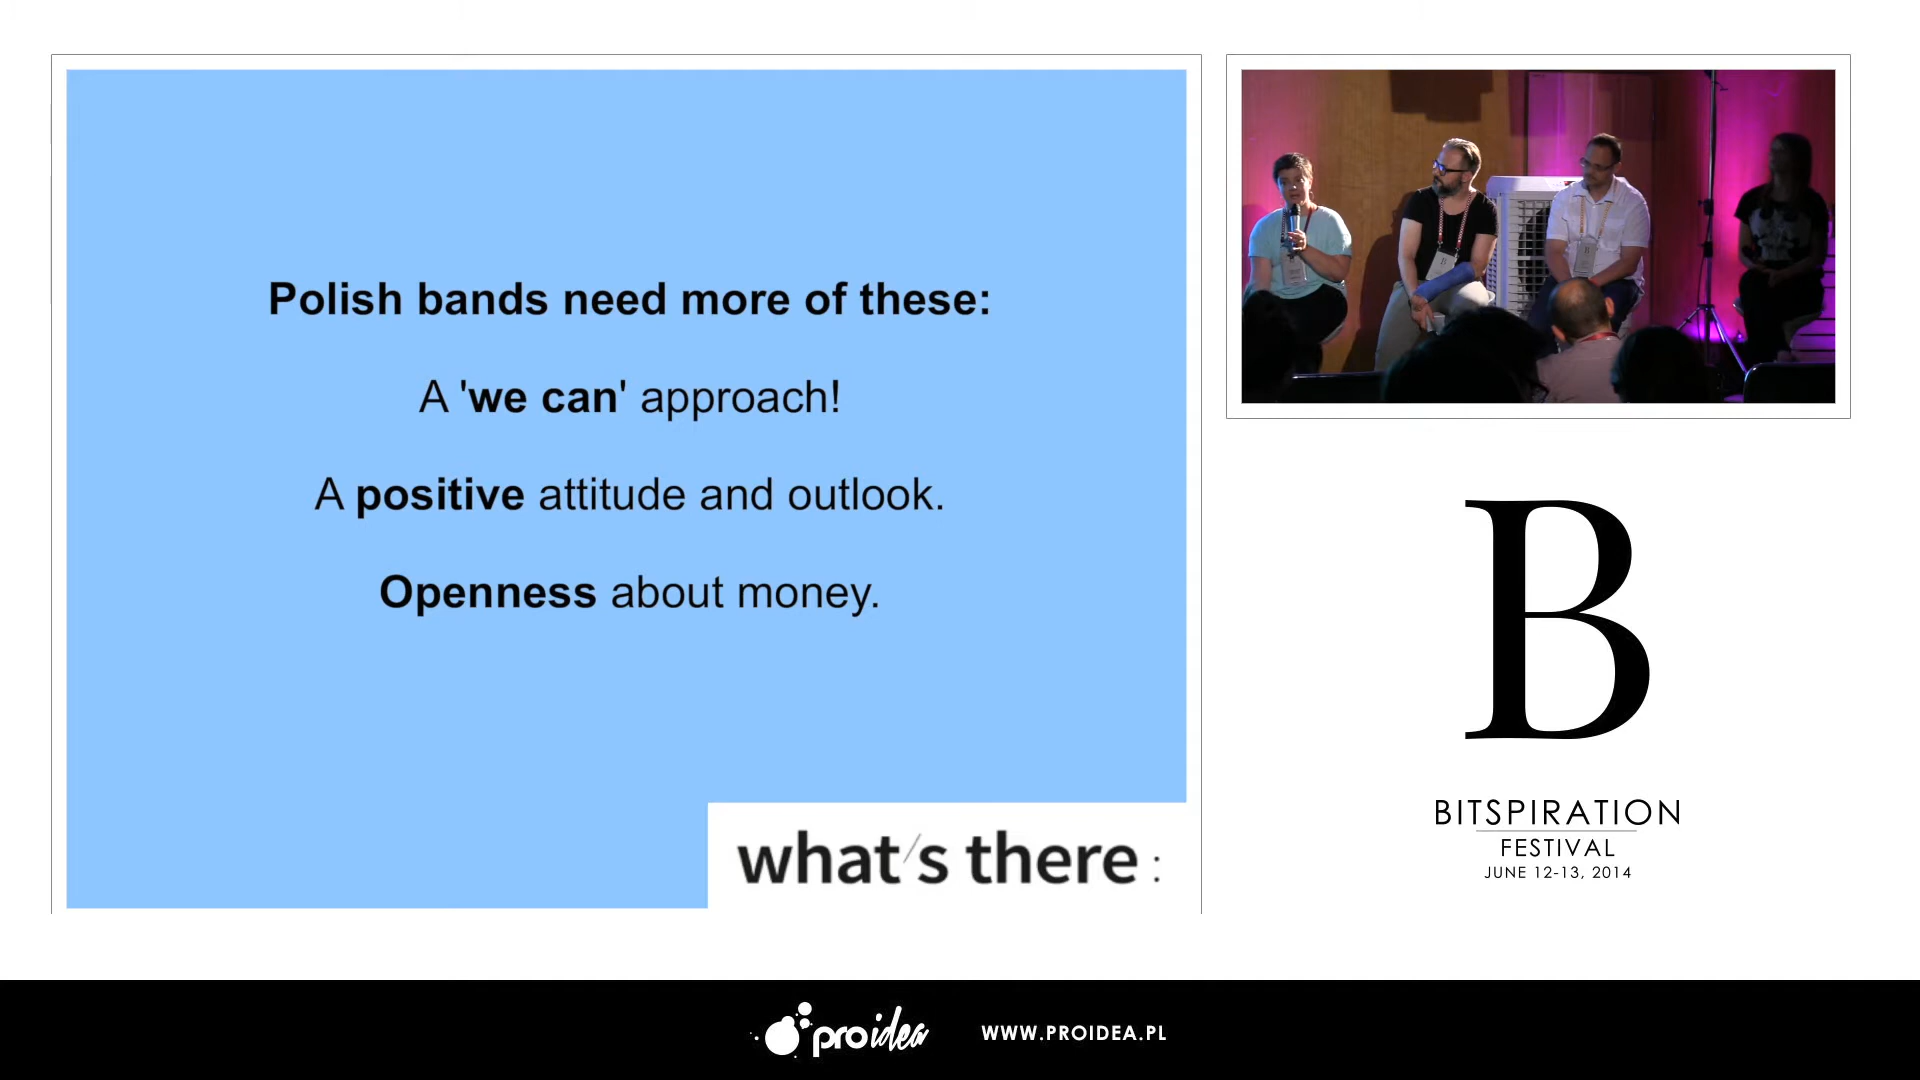 Polish bands need more of these:
A 'we can' approach!
A positive attitude and outlook.
Openness about money.
what's there :
B
BITSPIRATION
FESTIVAL
JUNE 12-13, 2014
proidea
WWW.PROIDEA.PL